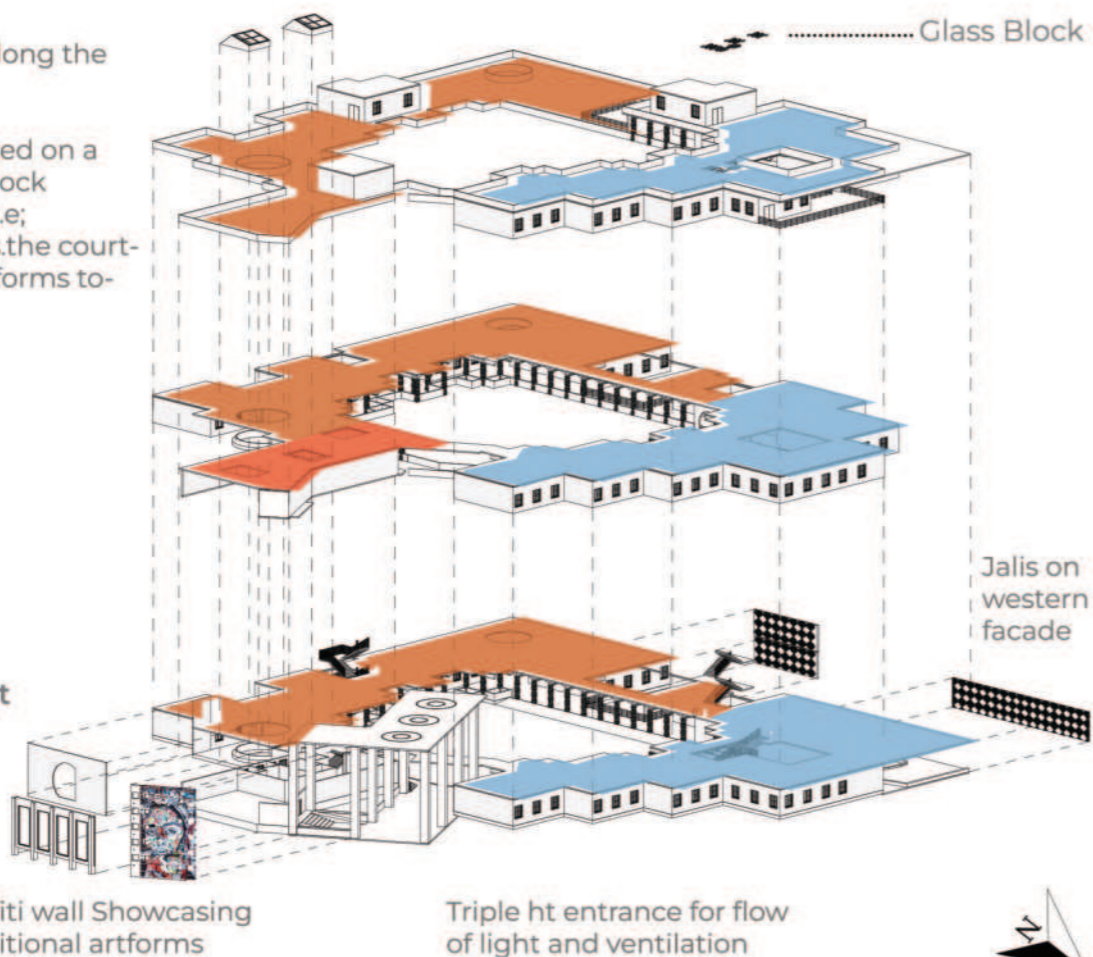 long the
Glass Block
ed on a
ock
.e;
s.the court-
forms to-
Jalis on
western
facade
t
iti wall Showcasing
itional artforms
Triple ht entrance for flow
of light and ventilation
N